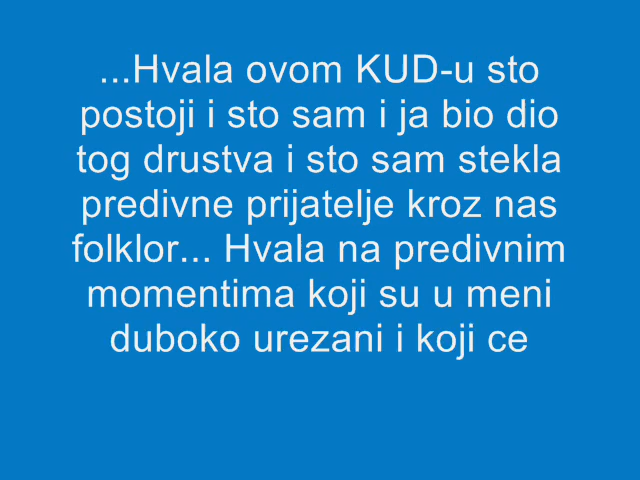 ...Hvala ovom KUD-u sto
postoji i sto sam i ja bio dio
tog drustva i sto sam stekla
predivne prijatelje kroz nas
folklor... Hvala na predivnim
momentima koji su u meni
duboko urezani i koji ce